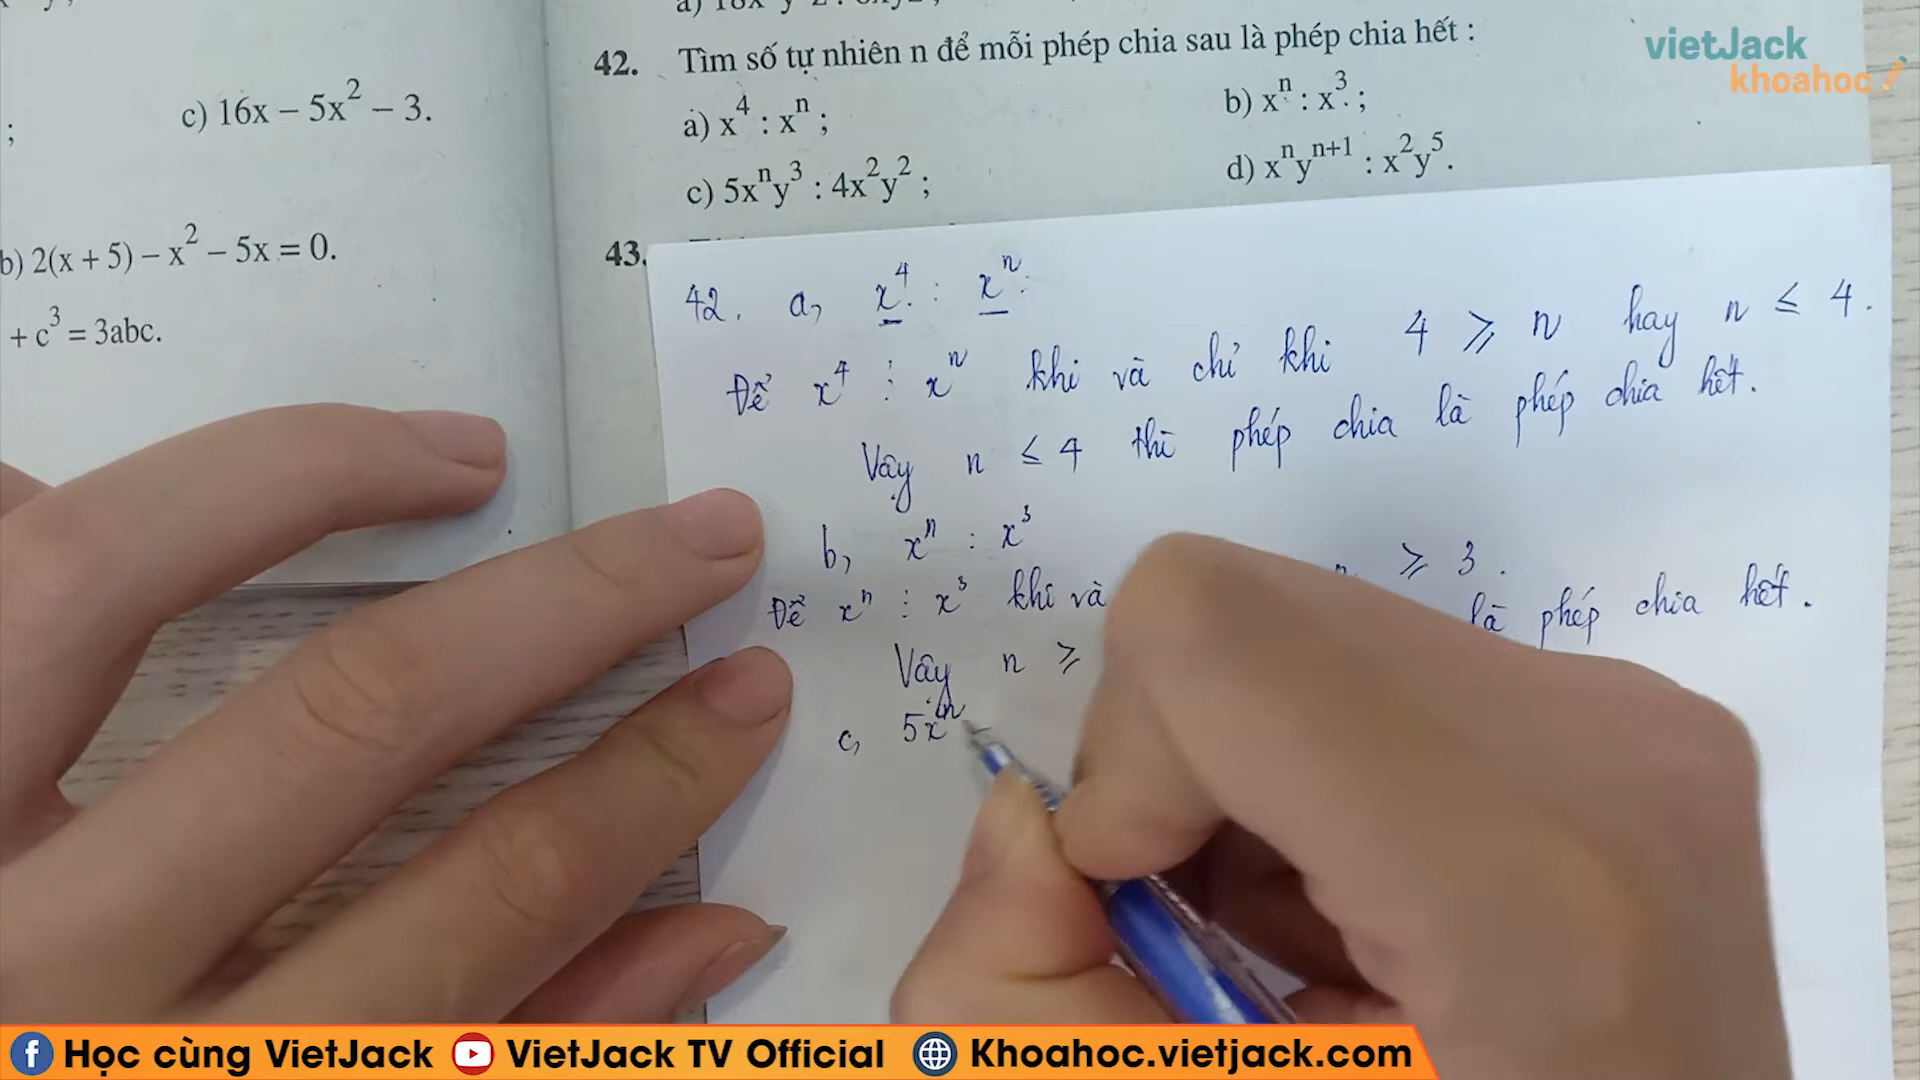 c) 16x – 5x² – 3.
;
b) 2(x + 5) – x² – 5x = 0.
+ c³ = 3abc.
42. Tìm số tự nhiên n để mỗi phép chia sau là phép chia hết :
a) x⁴ : xⁿ ;
b) xⁿ : x³ ;
c) 5xⁿy³ : 4x²y² ;
d) xⁿyⁿ⁺¹ : x²y⁵.
43.
42. a, x⁴ : xⁿ
Để x⁴ ⋮ xⁿ khi và chỉ khi 4 ⩾ n hay n ≤ 4.
Vậy n ≤ 4 thì phép chia là phép chia hết.
b, xⁿ : x³
Để xⁿ ⋮ x³ khi và n ⩾ 3.
Vậy n ⩾ là phép chia hết.
c, 5xⁿ
vietJack
khoahoc
Học cùng VietJack VietJack TV Official Khoahoc.vietjack.com